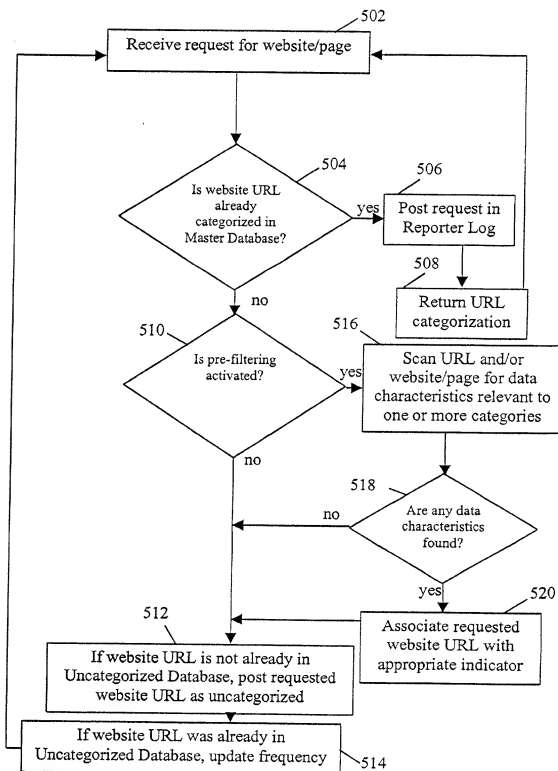 502
Receive request for website/page
504
Is website URL
already
categorized in
Master Database?
yes
506
Post request in
Reporter Log
508
Return URL
categorization
no
510
Is pre-filtering
activated?
yes
516
Scan URL and/or
website/page for data
characteristics relevant to
one or more categories
no
518
Are any data
characteristics
found?
no
yes
520
Associate requested
website URL with
appropriate indicator
512
If website URL is not already in
Uncategorized Database, post requested
website URL as uncategorized
If website URL was already in
Uncategorized Database, update frequency
514